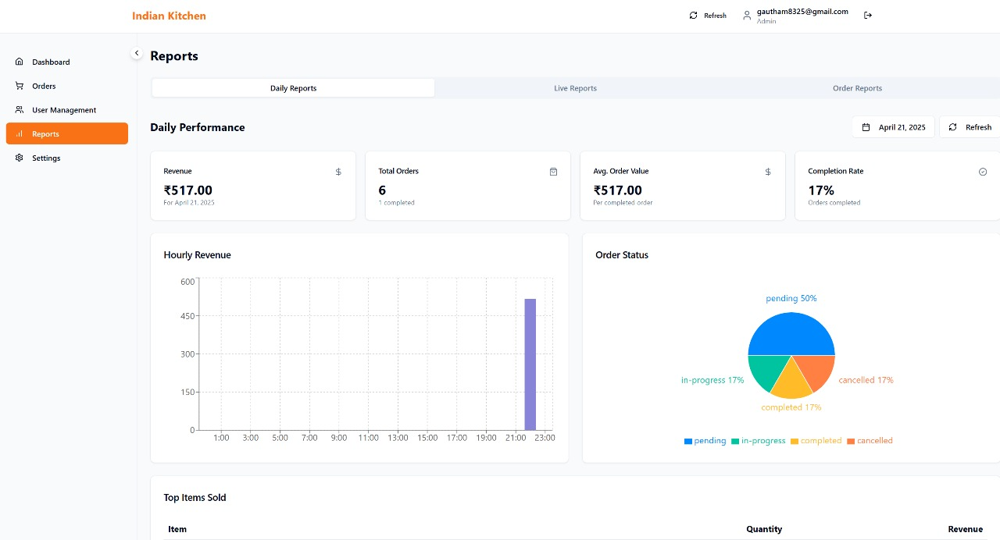 Indian Kitchen
Refresh
gautham8325@gmail.com
Admin
Dashboard
Orders
User Management
Reports
Settings
Reports
Daily Reports Live Reports Order Reports
Daily Performance
April 21, 2025 Refresh
Revenue
₹517.00
For April 21, 2025
Total Orders
6
1 completed
Avg. Order Value
₹517.00
Per completed order
Completion Rate
17%
Orders completed
Hourly Revenue
600
450
300
150
0
1:00 3:00 5:00 7:00 9:00 11:00 13:00 15:00 17:00 19:00 21:00 23:00
Order Status
pending 50%
in-progress 17%
cancelled 17%
completed 17%
pending in-progress completed cancelled
Top Items Sold
Item Quantity Revenue